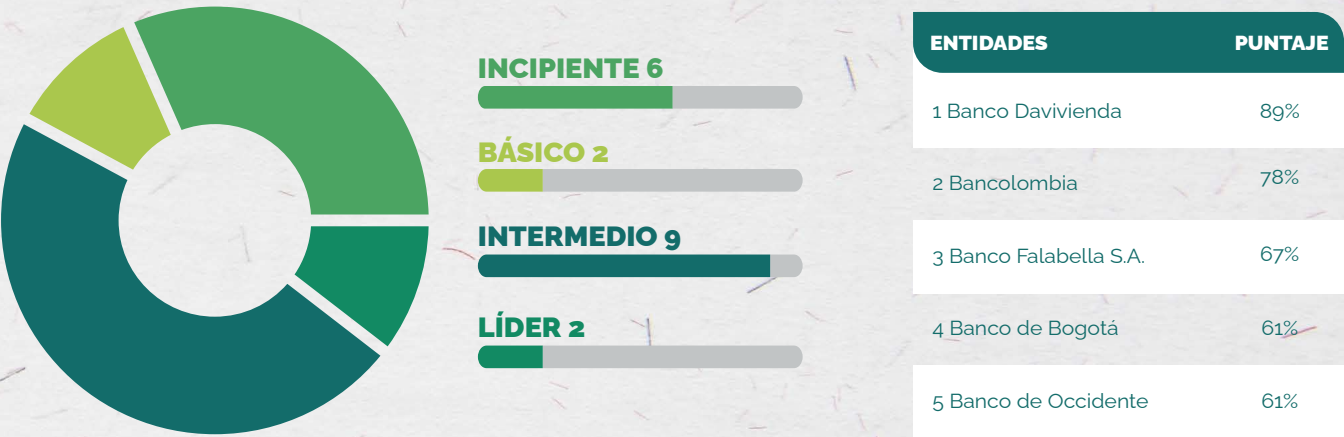 INCIPIENTE 6
BÁSICO 2
INTERMEDIO 9
LÍDER 2
ENTIDADES PUNTAJE
1 Banco Davivienda 89%
2 Bancolombia 78%
3 Banco Falabella S.A. 67%
4 Banco de Bogotá 61%
5 Banco de Occidente 61%